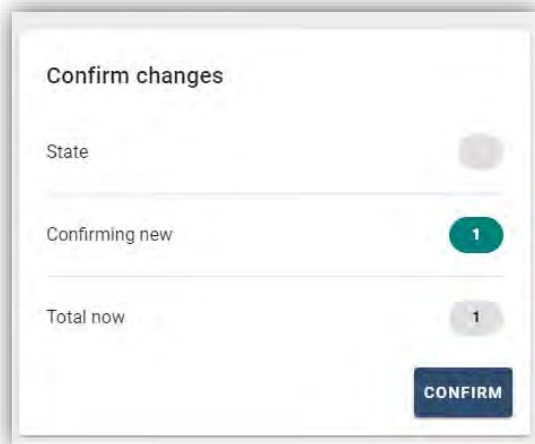 Confirm changes
State
Confirming new 1
Total now 1
CONFIRM